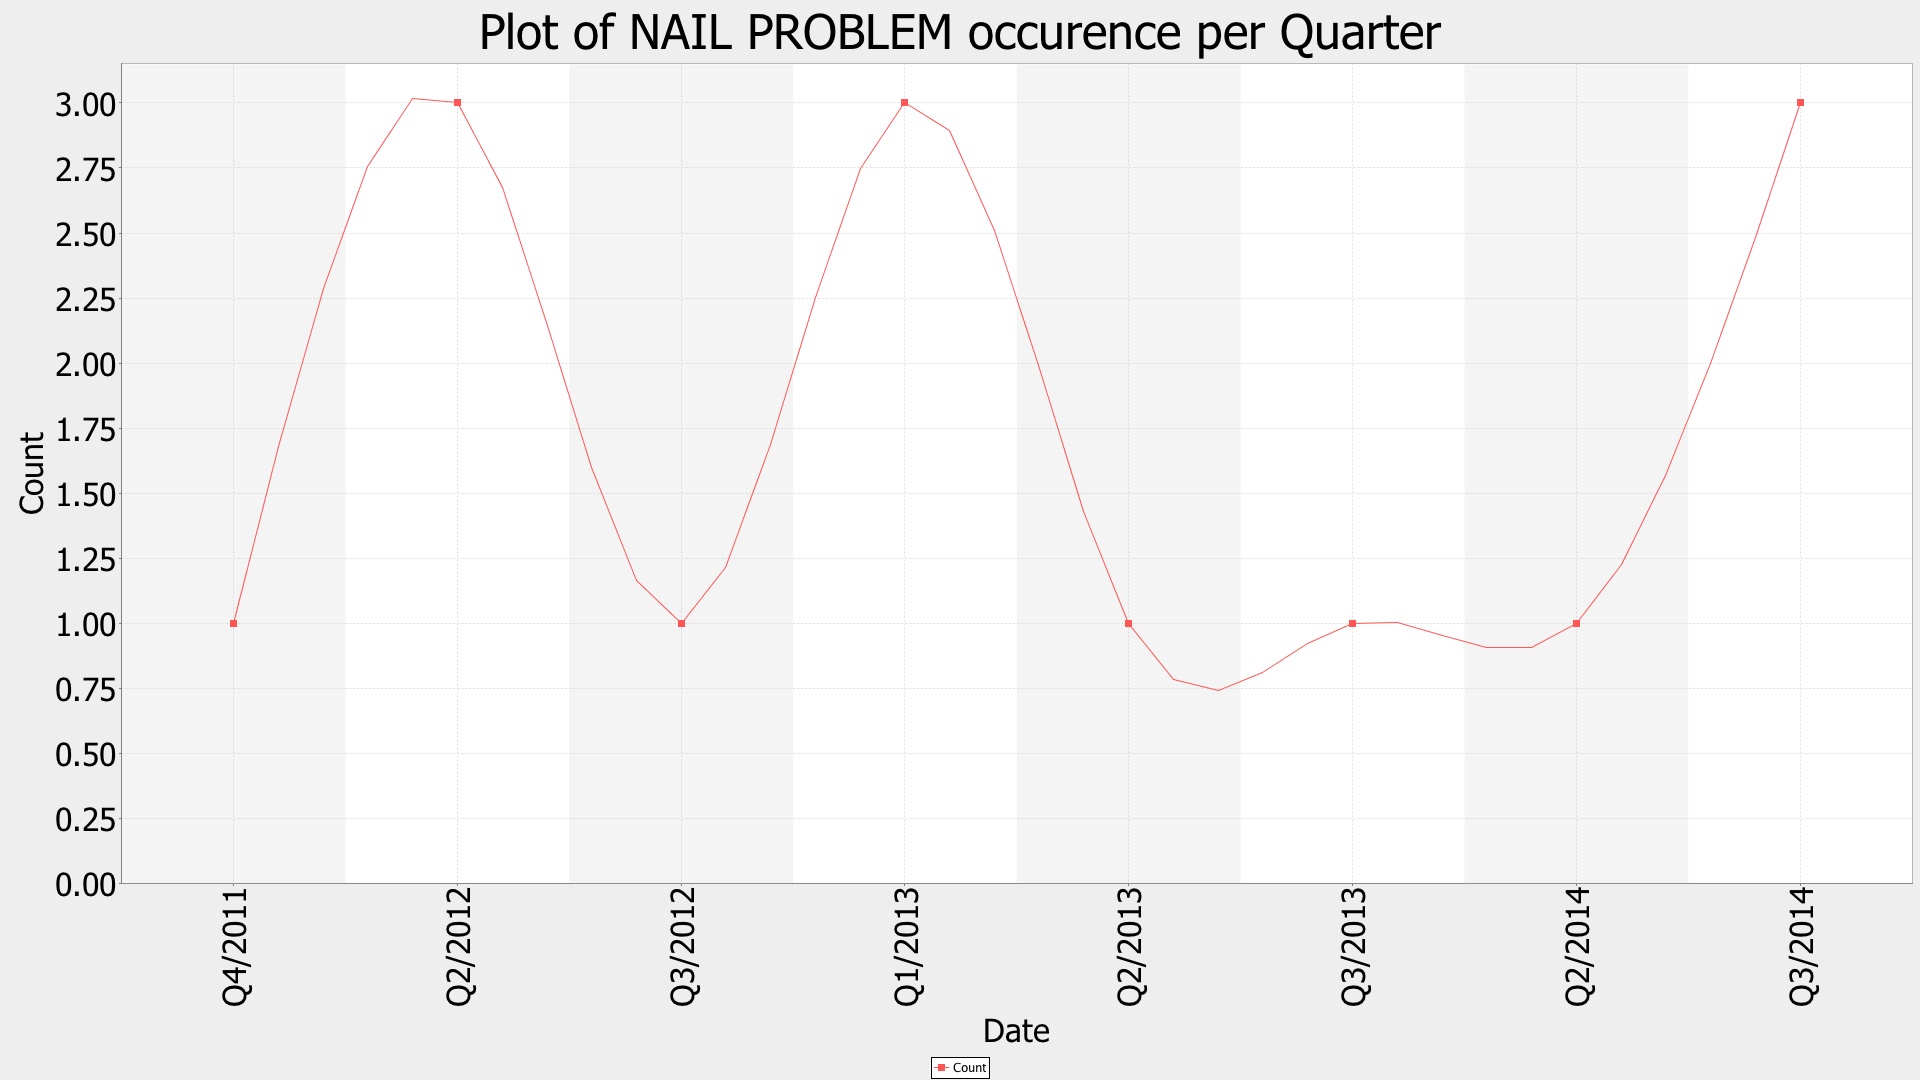 Plot of NAIL PROBLEM occurence per Quarter
3.00
2.75
2.50
2.25
2.00
1.75
1.50
1.25
1.00
0.75
0.50
0.25
0.00
Count
Q4/2011
Q2/2012
Q3/2012
Q1/2013
Q2/2013
Q3/2013
Q2/2014
Q3/2014
Date
Count